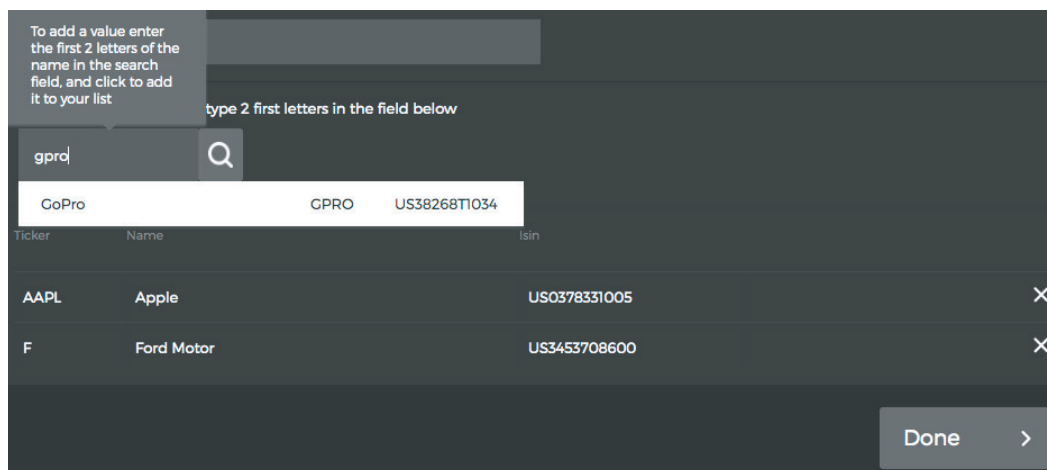 To add a value enter
the first 2 letters of the
name in the search
field, and click to add
it to your list
type 2 first letters in the field below
gpro
GoPro GPRO US38268T1034
Ticker Name Isin
AAPL Apple US0378331005
F Ford Motor US3453708600
Done